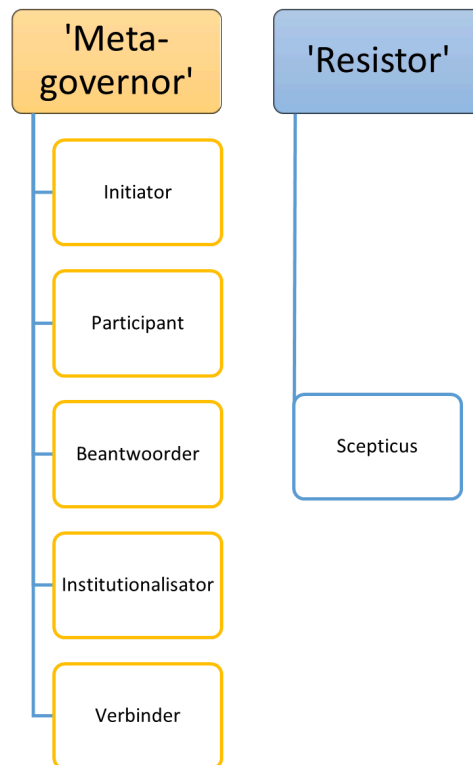 'Meta-
governor'
Initiator
Participant
Beantwoorder
Institutionalisator
Verbinder
'Resistor'
Scepticus